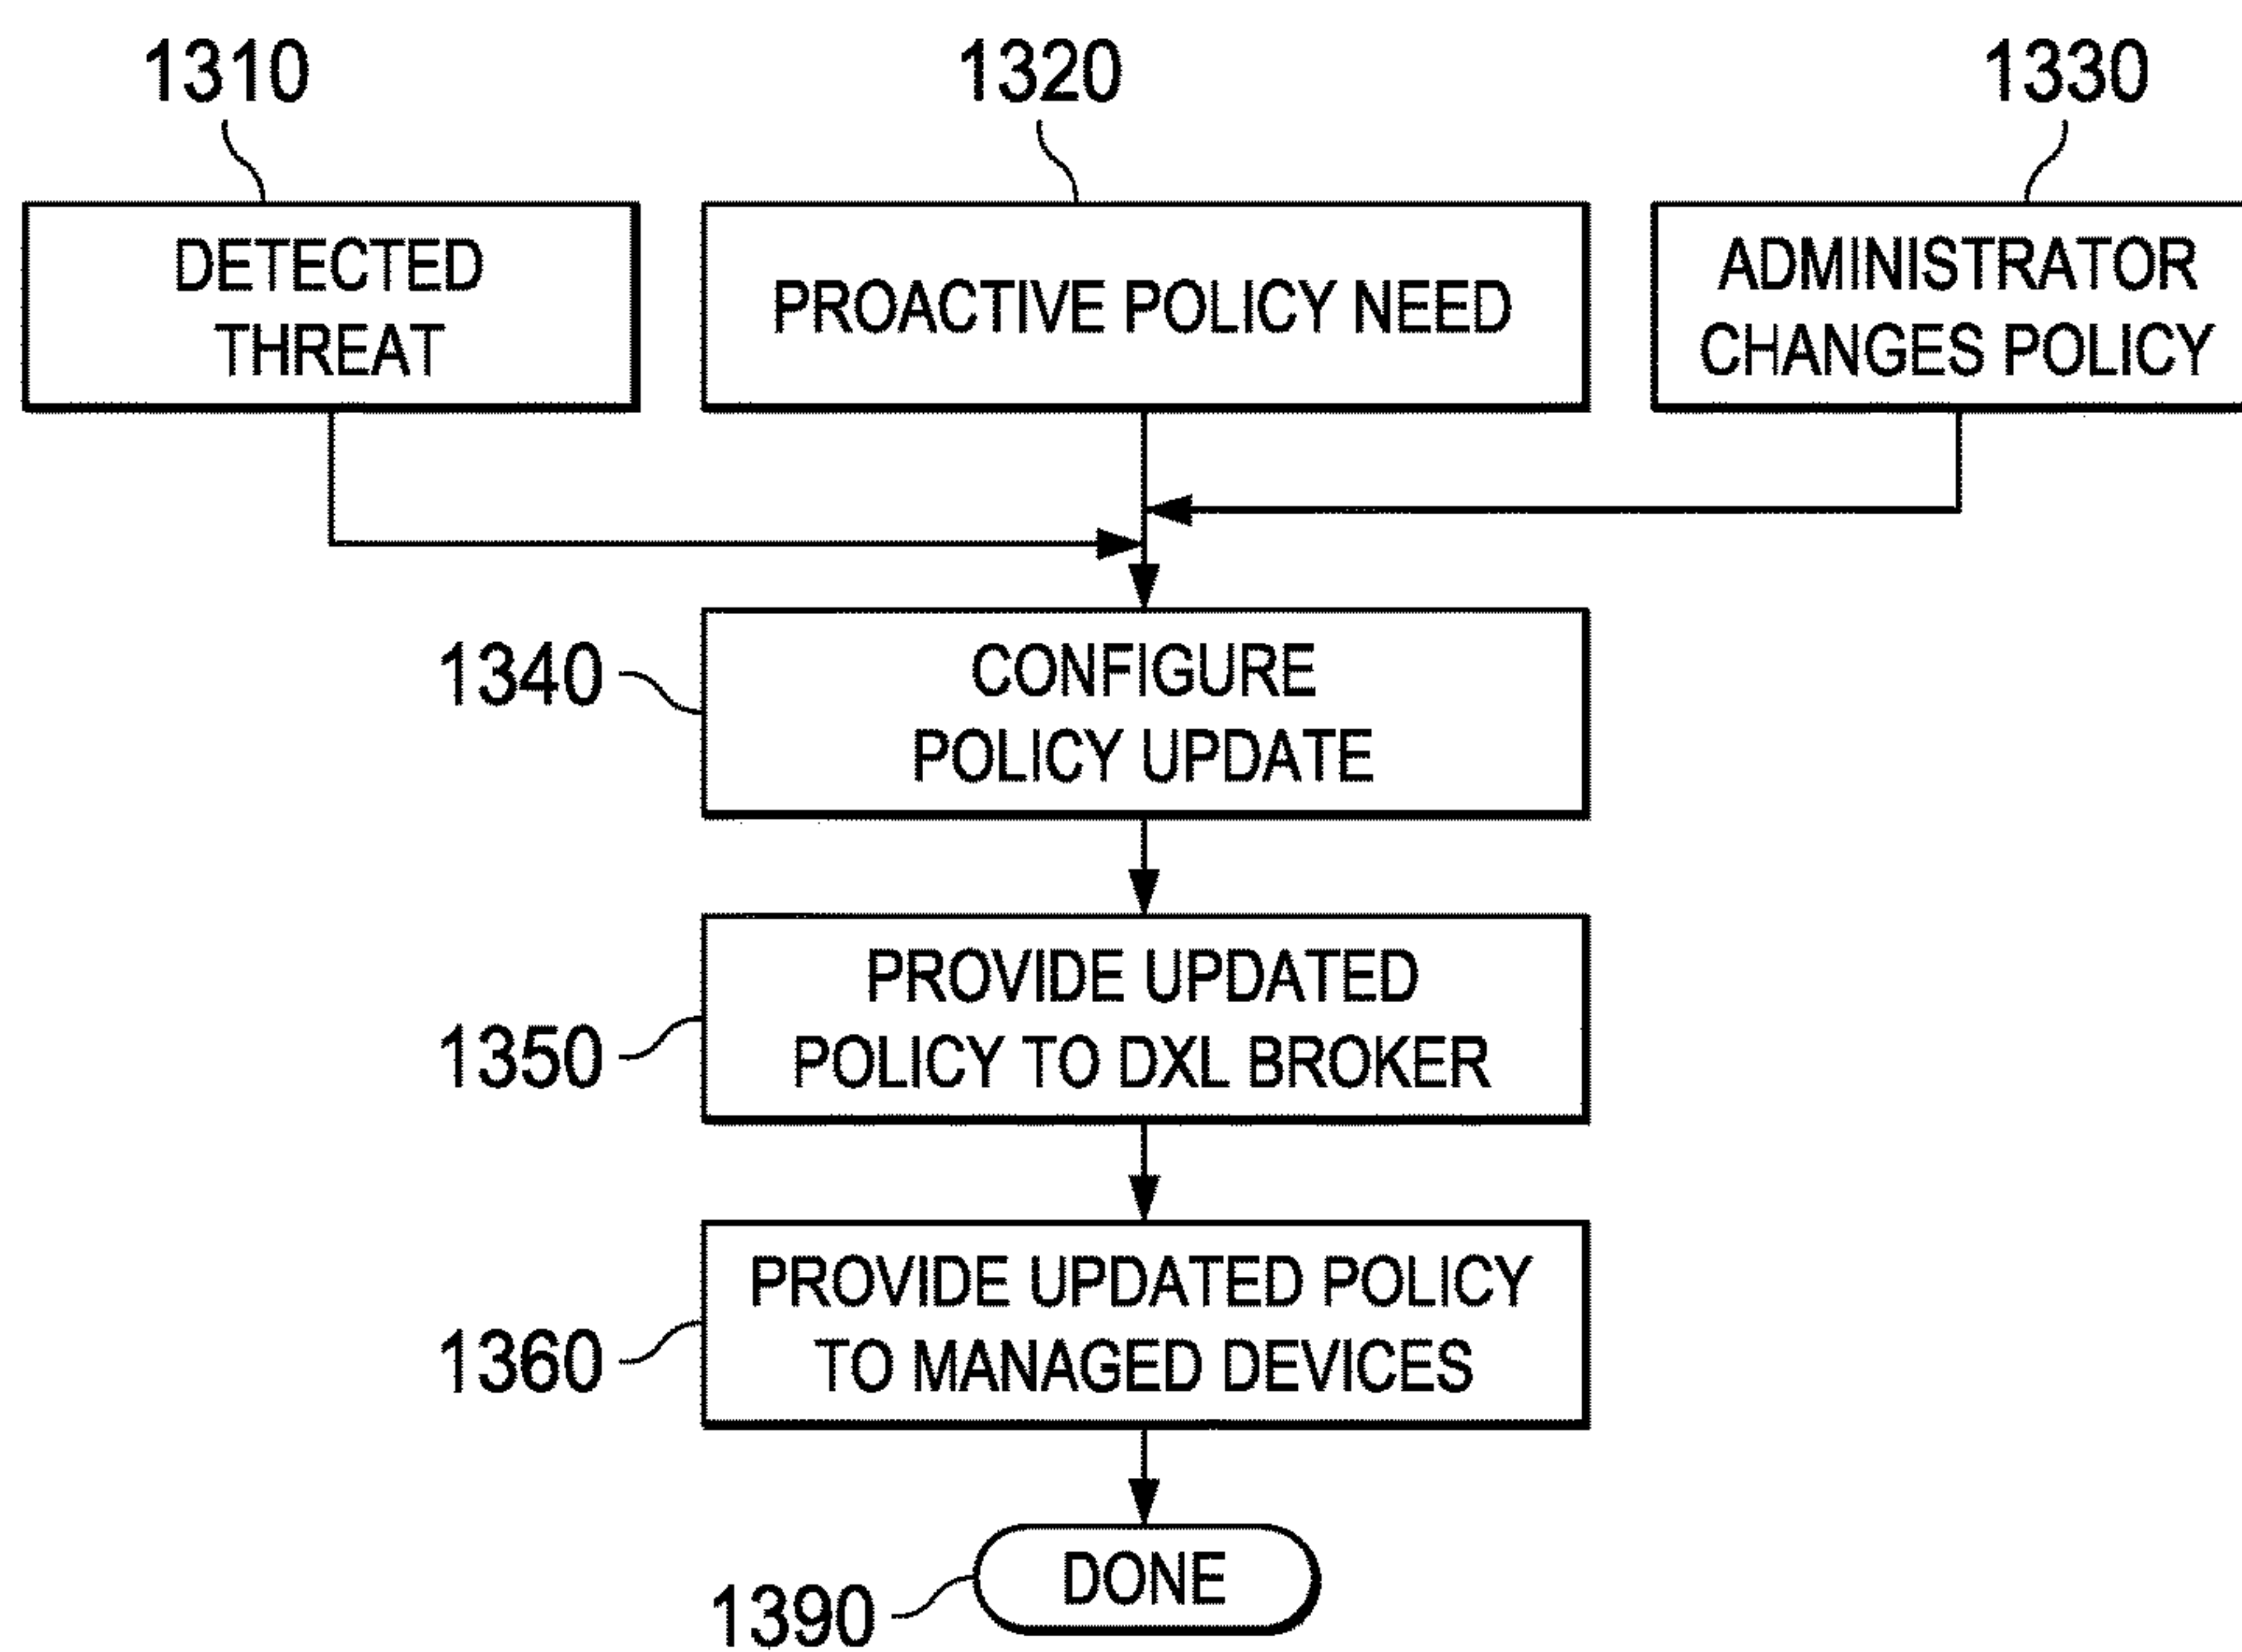 1310
1320
1330
DETECTED
THREAT
PROACTIVE POLICY NEED
ADMINISTRATOR
CHANGES POLICY
1340
CONFIGURE
POLICY UPDATE
1350
PROVIDE UPDATED
POLICY TO DXL BROKER
1360
PROVIDE UPDATED POLICY
TO MANAGED DEVICES
1390
DONE